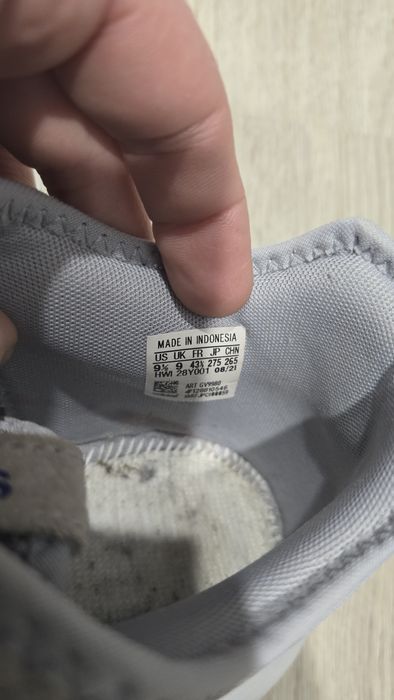 MADE IN INDONESIA
US UK FR JP CHN
9½ 9 43⅓ 275 265
HWI 28Y001 08/21
ART GV9980
S